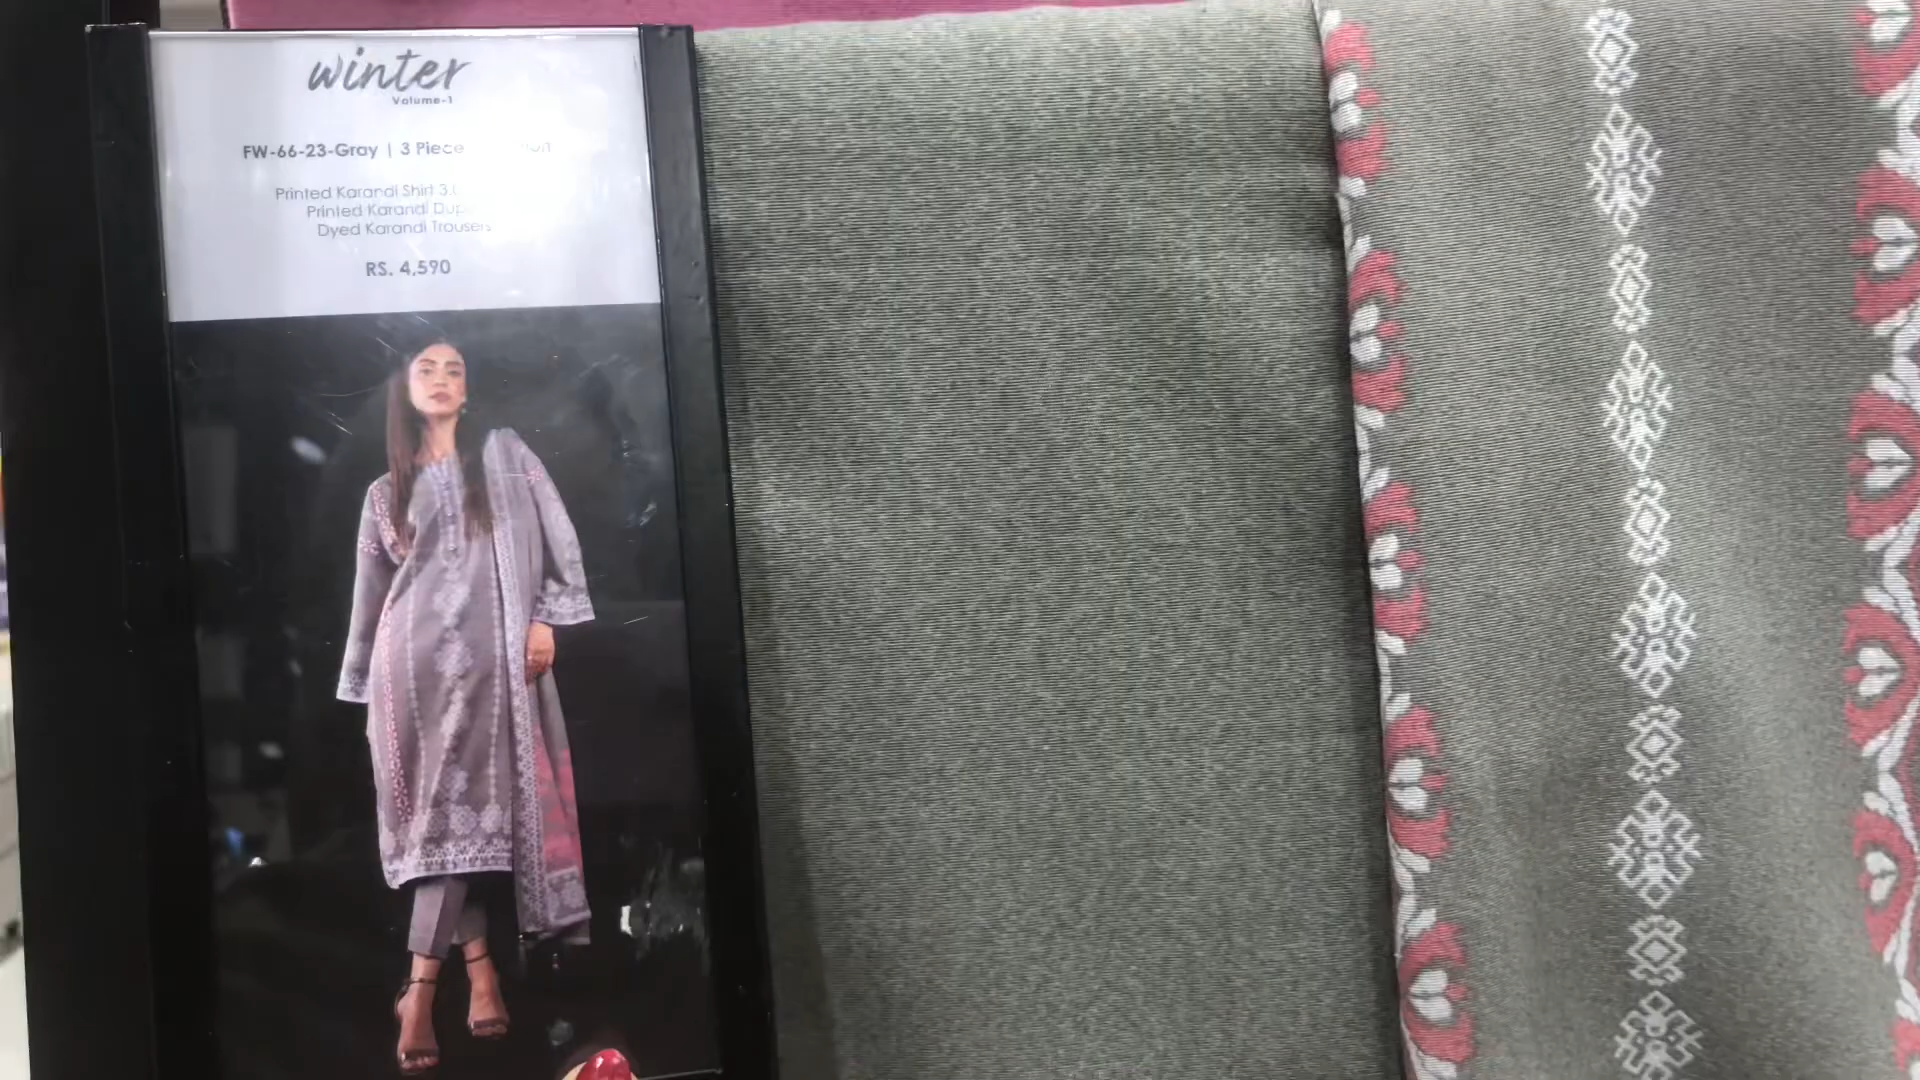 winter
Volume-1
FW-66-23-Gray | 3 Piece
Printed Karandi Shirt
Printed Karandi
Dyed Karandi Trousers
RS. 4,590